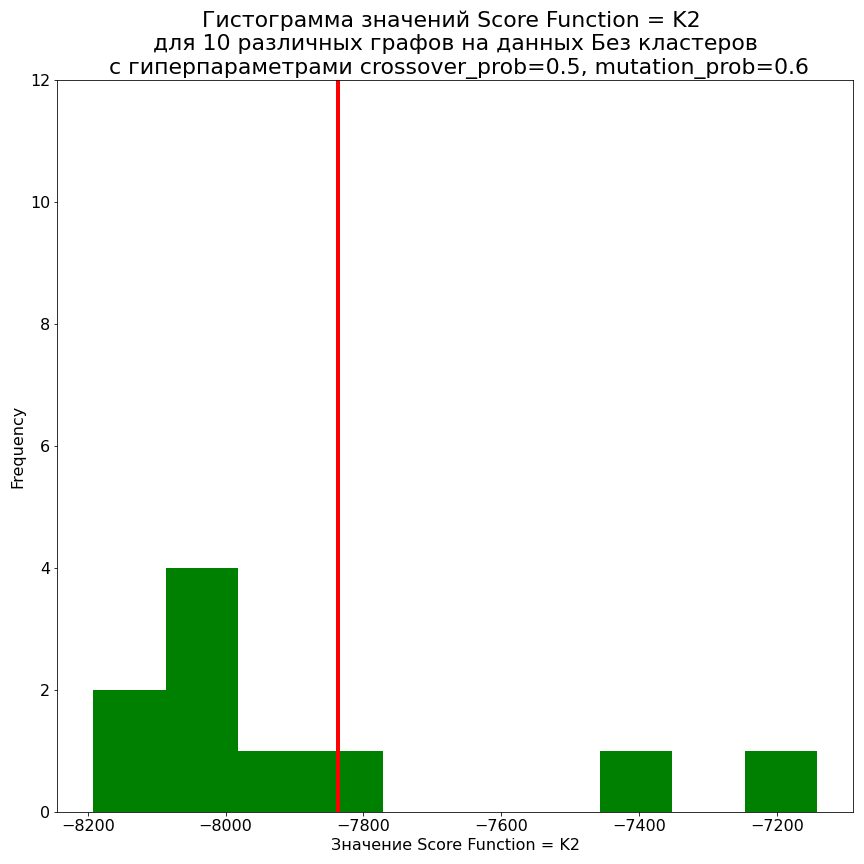 Гистограмма значений Score Function = K2
для 10 различных графов на данных Без кластеров
с гиперпараметрами crossover_prob=0.5, mutation_prob=0.6
12
10
8
6
4
2
0
Frequency
−8200 −8000 −7800 −7600 −7400 −7200
Значение Score Function = K2